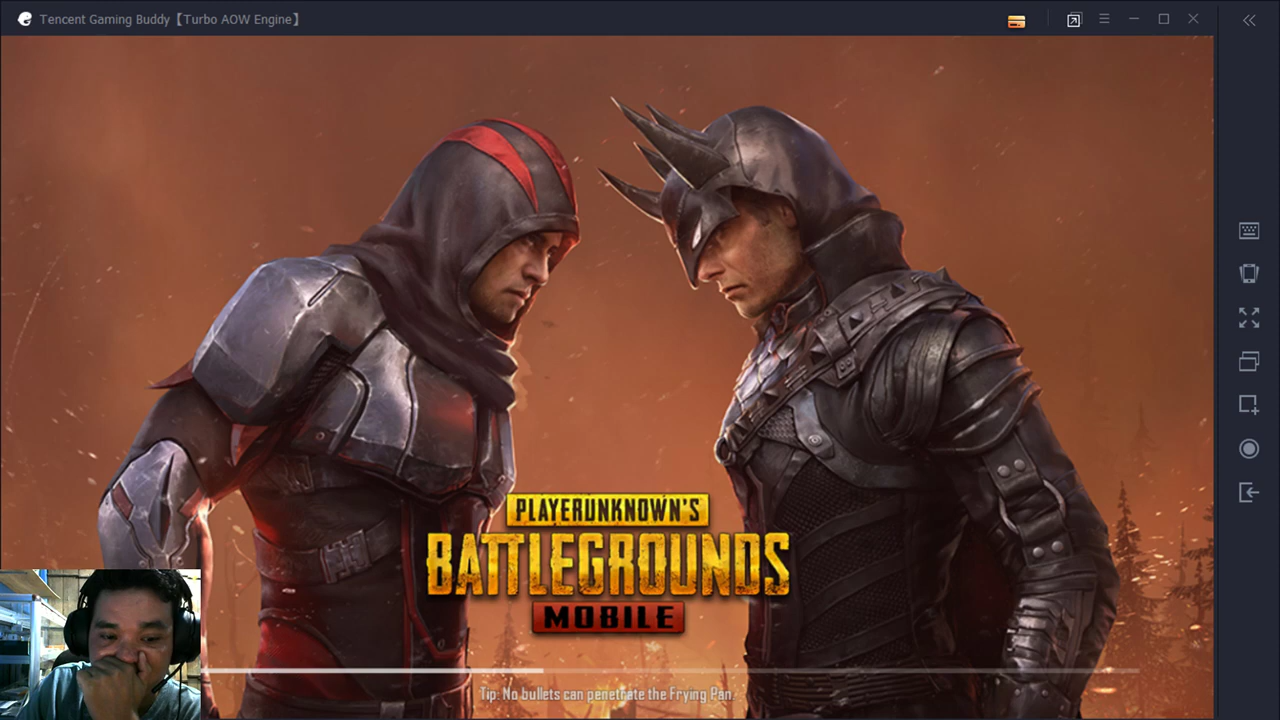 Tencent Gaming Buddy【Turbo AOW Engine】
PLAYERUNKNOWN'S
BATTLEGROUNDS
MOBILE
Tip: No bullets can penetrate the Frying Pan